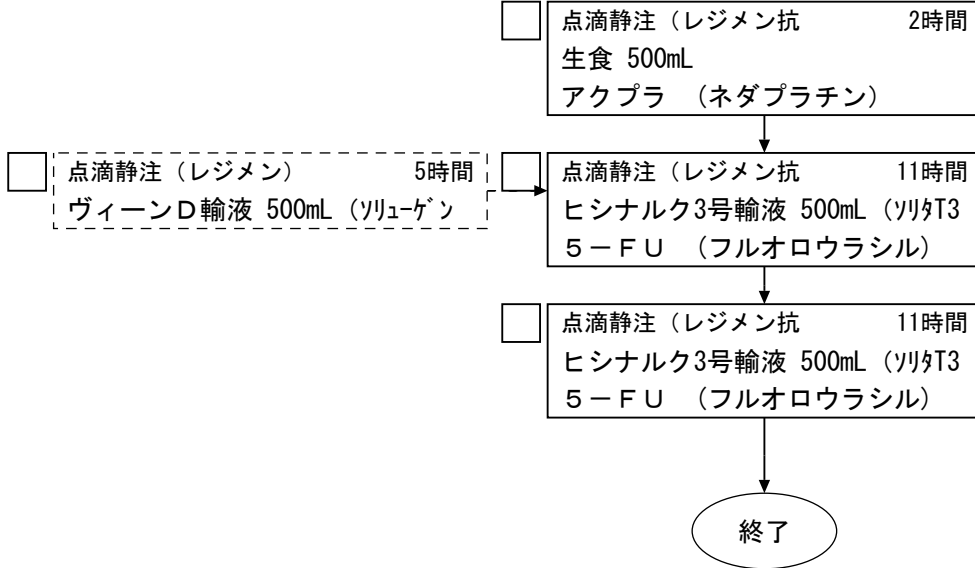 点滴静注（レジメン抗 2時間
生食 500mL
アクプラ （ネダプラチン）
点滴静注（レジメン） 5時間
ヴィーンＤ輸液 500mL（ｿﾘｭｰｹﾞﾝ
点滴静注（レジメン抗 11時間
ヒシナルク3号輸液 500mL（ｿﾘﾀT3
５－ＦＵ （フルオロウラシル）
点滴静注（レジメン抗 11時間
ヒシナルク3号輸液 500mL（ｿﾘﾀT3
５－ＦＵ （フルオロウラシル）
終了